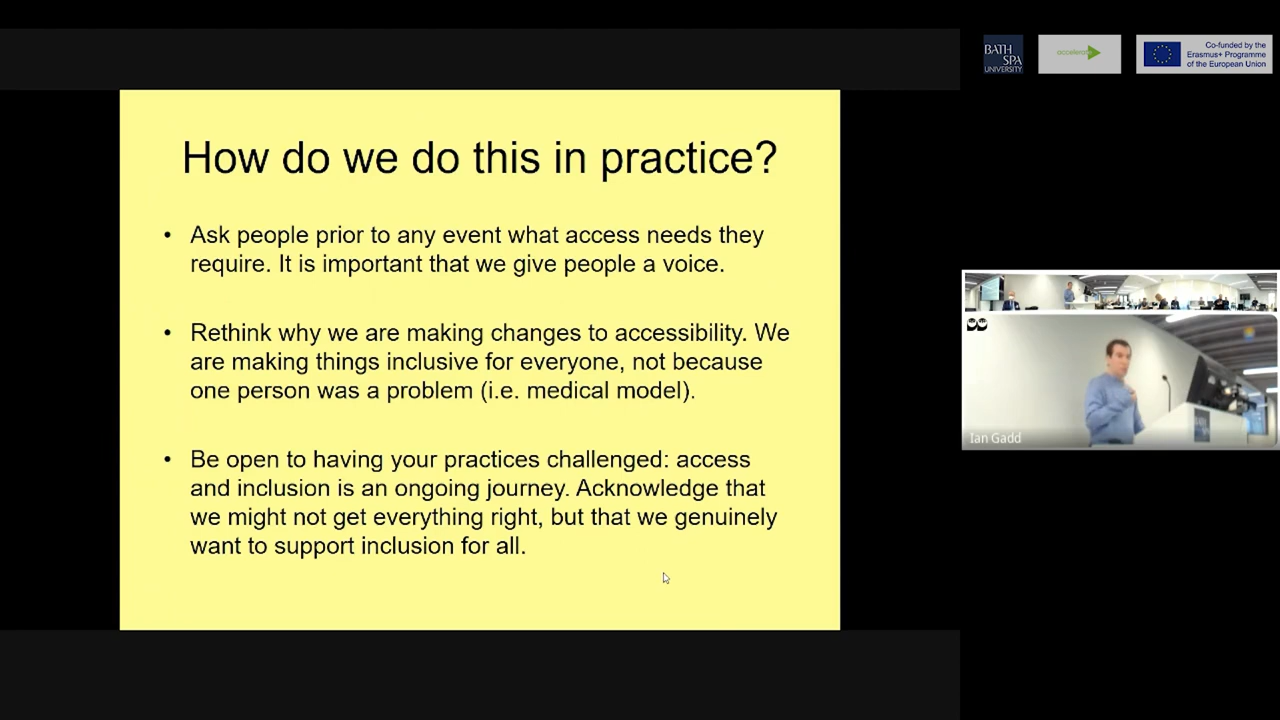 How do we do this in practice?
• Ask people prior to any event what access needs they
require. It is important that we give people a voice.
• Rethink why we are making changes to accessibility. We
are making things inclusive for everyone, not because
one person was a problem (i.e. medical model).
• Be open to having your practices challenged: access
and inclusion is an ongoing journey. Acknowledge that
we might not get everything right, but that we genuinely
want to support inclusion for all.
BATH
SPA
UNIVERSITY
accelerate
Co-funded by the
Erasmus+ Programme
of the European Union
Ian Gadd